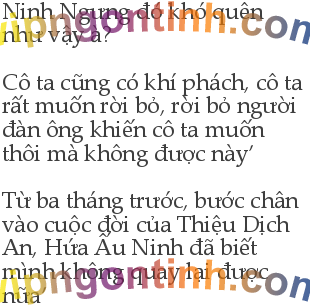 Ninh Ngưng đó khó quên
như vậy à?
Cô ta cũng có khí phách, cô ta
rất muốn rời bỏ, rời bỏ người
đàn ông khiến cô ta muốn
thôi mà không được này’
Từ ba tháng trước, bước chân
vào cuộc đời của Thiệu Dịch
An, Hứa Ấu Ninh đã biết
mình không quay lại được
nữa
vipngontinh.com
vipngontinh.com